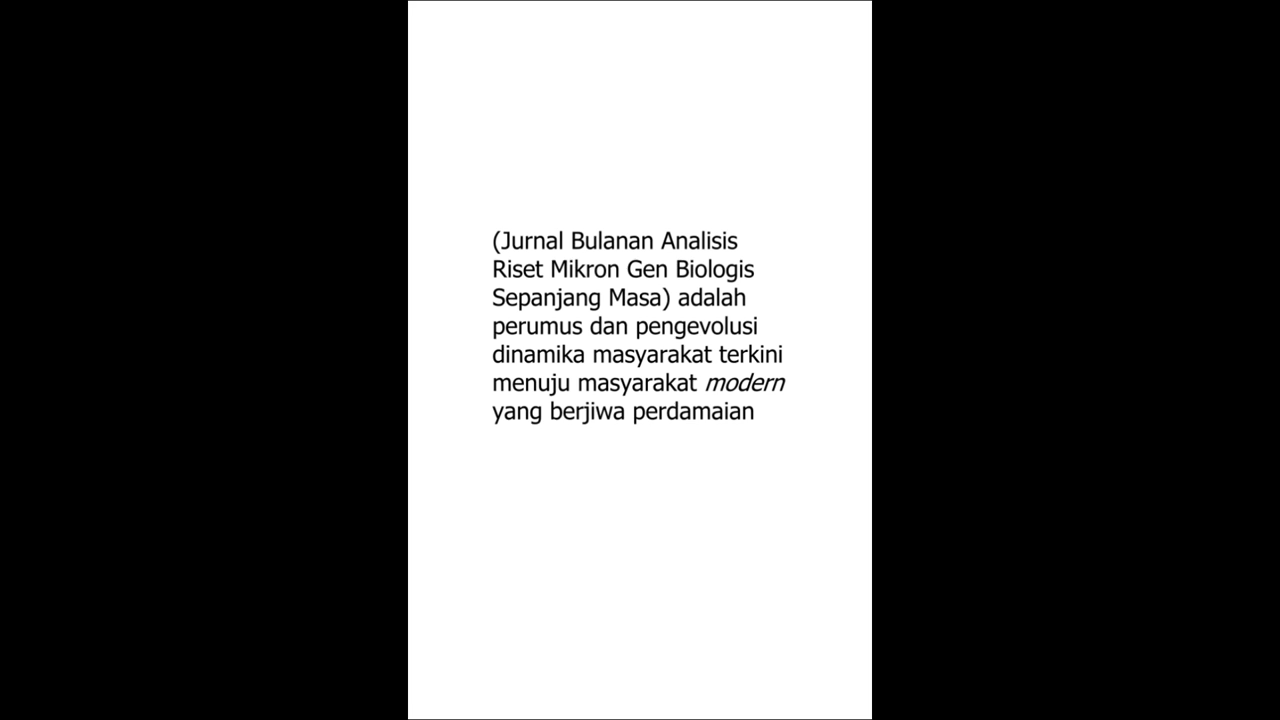 (Jurnal Bulanan Analisis
Riset Mikron Gen Biologis
Sepanjang Masa) adalah
perumus dan pengevolusi
dinamika masyarakat terkini
menuju masyarakat modern
yang berjiwa perdamaian